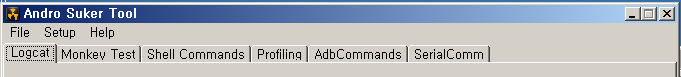 Andro Suker Tool
File Setup Help
Logcat Monkey Test Shell Commands Profiling AdbCommands SerialComm